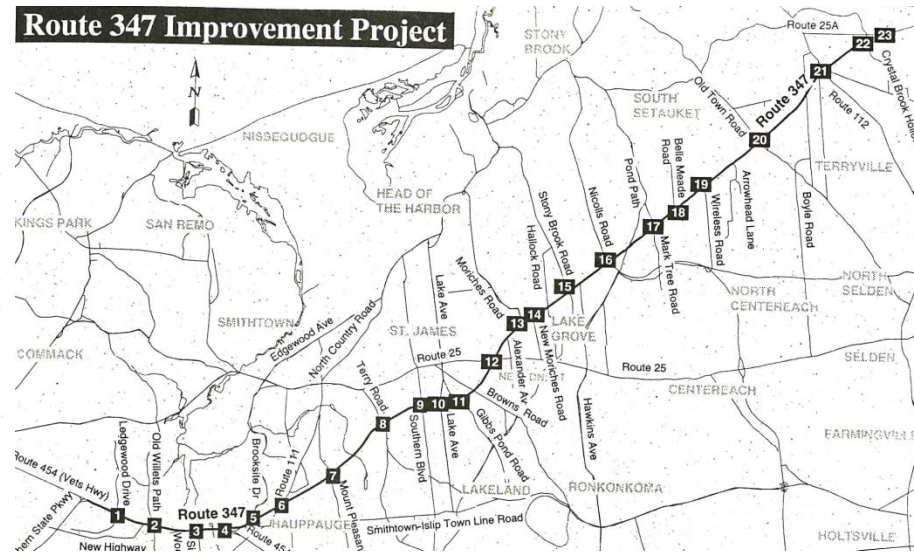 Route 347 Improvement Project
N
STONY
BROOK
Route 25A
23
22
21
Crystal Brook
Old Town Road
Route 347
Route 112
SOUTH
SETAUKET
NISSEQUOGUE
20
TERRYVILLE
HEAD OF
THE HARBOR
KINGS PARK
SAN REMO
Belle Meade
Road
Pond Path
Nicolls Road
Stony Brook Road
Hallock Road
Moriches Road
19
18
17
16
15
14
13
Arrowhead Lane
Wireless Road
Mark Tree Road
Boyle Road
NORTH
SELDEN
NORTH
CENTEREACH
LAKE
GROVE
SMITHTOWN
Edgewood Ave
North Country Road
Lake Ave
ST. JAMES
COMMACK
Route 25
12
Alexander Av
New Moriches Road
Route 25
SELDEN
CENTEREACH
Terry Road
Browns Road
Hawkins Ave
11
10
9
8
Gibbs Pond Road
Lake Ave
Southern Blvd
FARMINGVILLE
Ledgewood Drive
Old Willets Path
Brookside Dr
Route 111
Route 454 (Vets Hwy)
7
Mount Pleasant
LAKELAND
RONKONKOMA
Route 347
6
5
4
3
2
1
HAUPPAUGE
Smithtown-Islip Town Line Road
New Highway
HOLTSVILLE